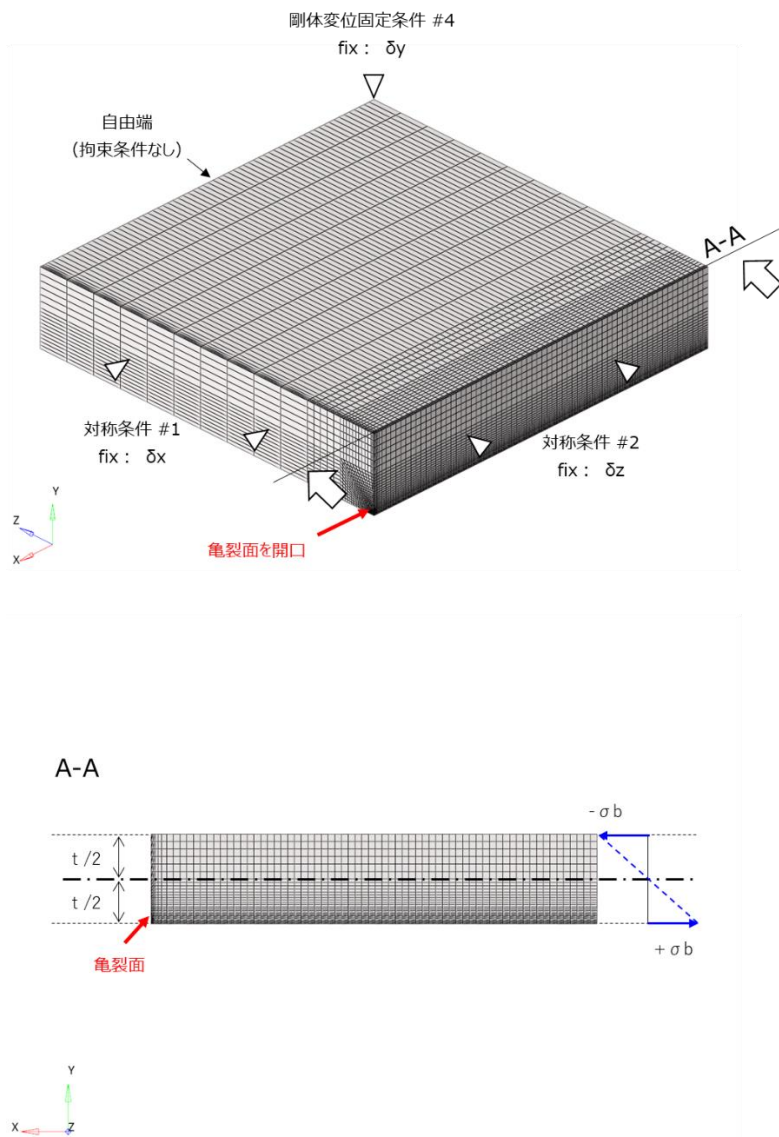 剛体変位固定条件 #4
fix： δy
自由端
(拘束条件なし)
A-A
対称条件 #1
fix： δx
対称条件 #2
fix： δz
亀裂面を開口
Y
Z
X
A-A
-σb
t/2
t/2
亀裂面
+σb
Y
X
Z